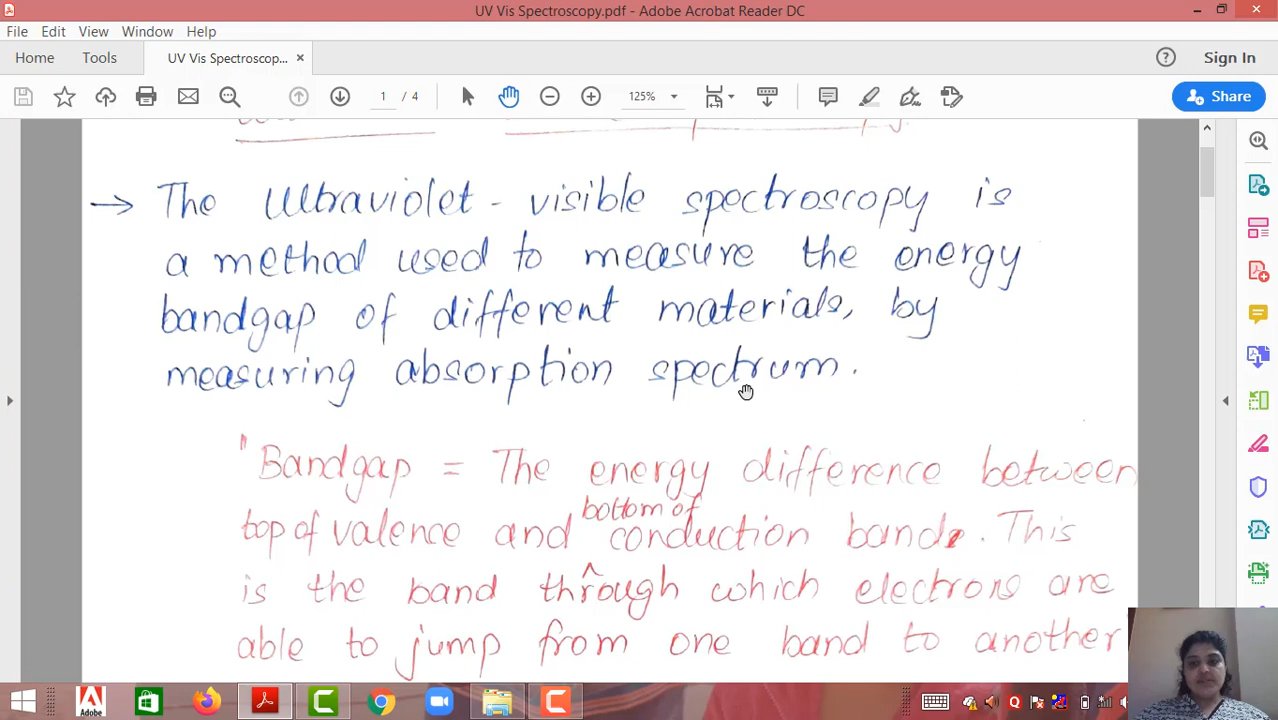 UV Vis Spectroscopy.pdf - Adobe Acrobat Reader DC
File Edit View Window Help
Home Tools UV Vis Spectroscop... × Sign In
1 / 4 125% Share
→ The Ultraviolet - visible spectroscopy is
a method used to measure the energy
bandgap of different materials, by
measuring absorption spectrum.
"Bandgap = The energy difference between
bottom of
top of valence and conduction band. This
is the band through which electrons are
able to jump from one band to another
Adobe